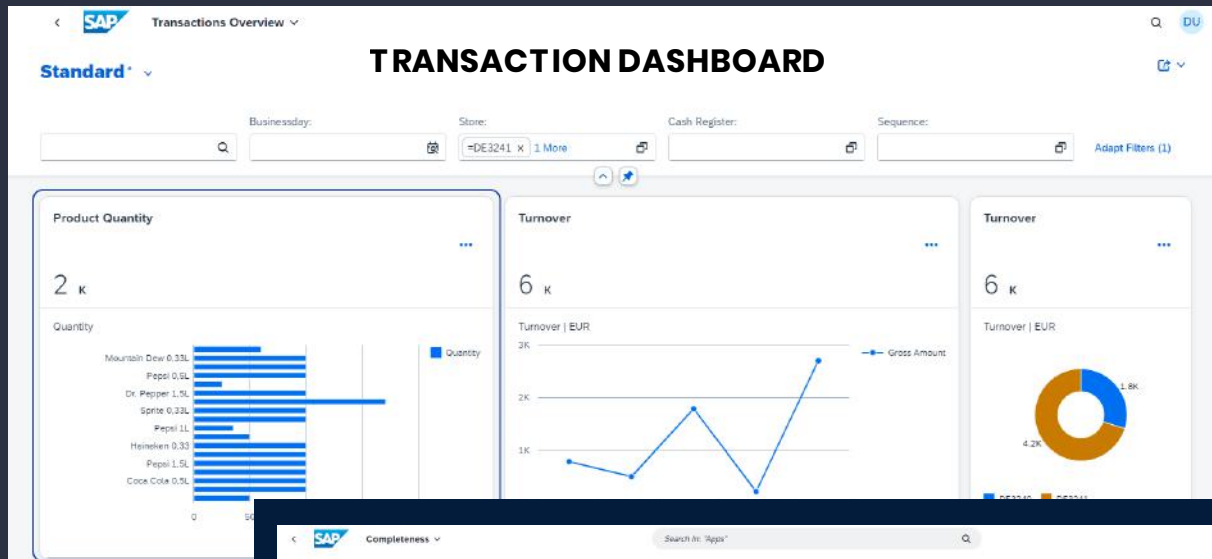 SAP Transactions Overview DU
TRANSACTION DASHBOARD
Standard*
Businessday: Store: Cash Register: Sequence:
=DE3241 x 1 More Adapt Filters (1)
Product Quantity
2 K
Quantity
Quantity
Mountain Dew 0,33L
Pepsi 0,5L
Dr. Pepper 1,5L
Sprite 0,33L
Pepsi 1L
Heineken 0,33
Pepsi 1.5L
Coca Cola 0,5L
0
Turnover
6 K
Turnover | EUR
3K
Gross Amount
2K
1K
Turnover
6 K
Turnover | EUR
1.8K
4.2K
SAP Completeness Search In: "Apps"